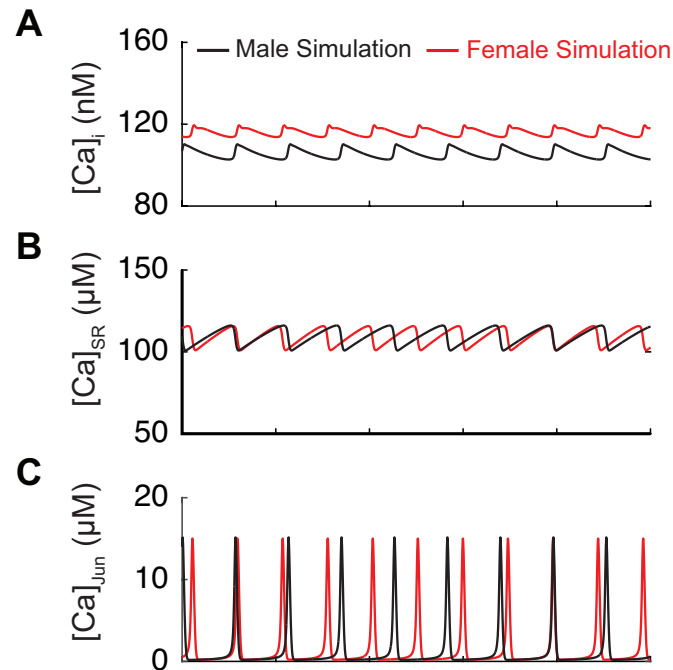 A
160
Male Simulation Female Simulation
[Ca]i (nM)
120
80
B
150
[Ca]SR (μM)
100
50
C
20
[Ca]Jun (μM)
10
0